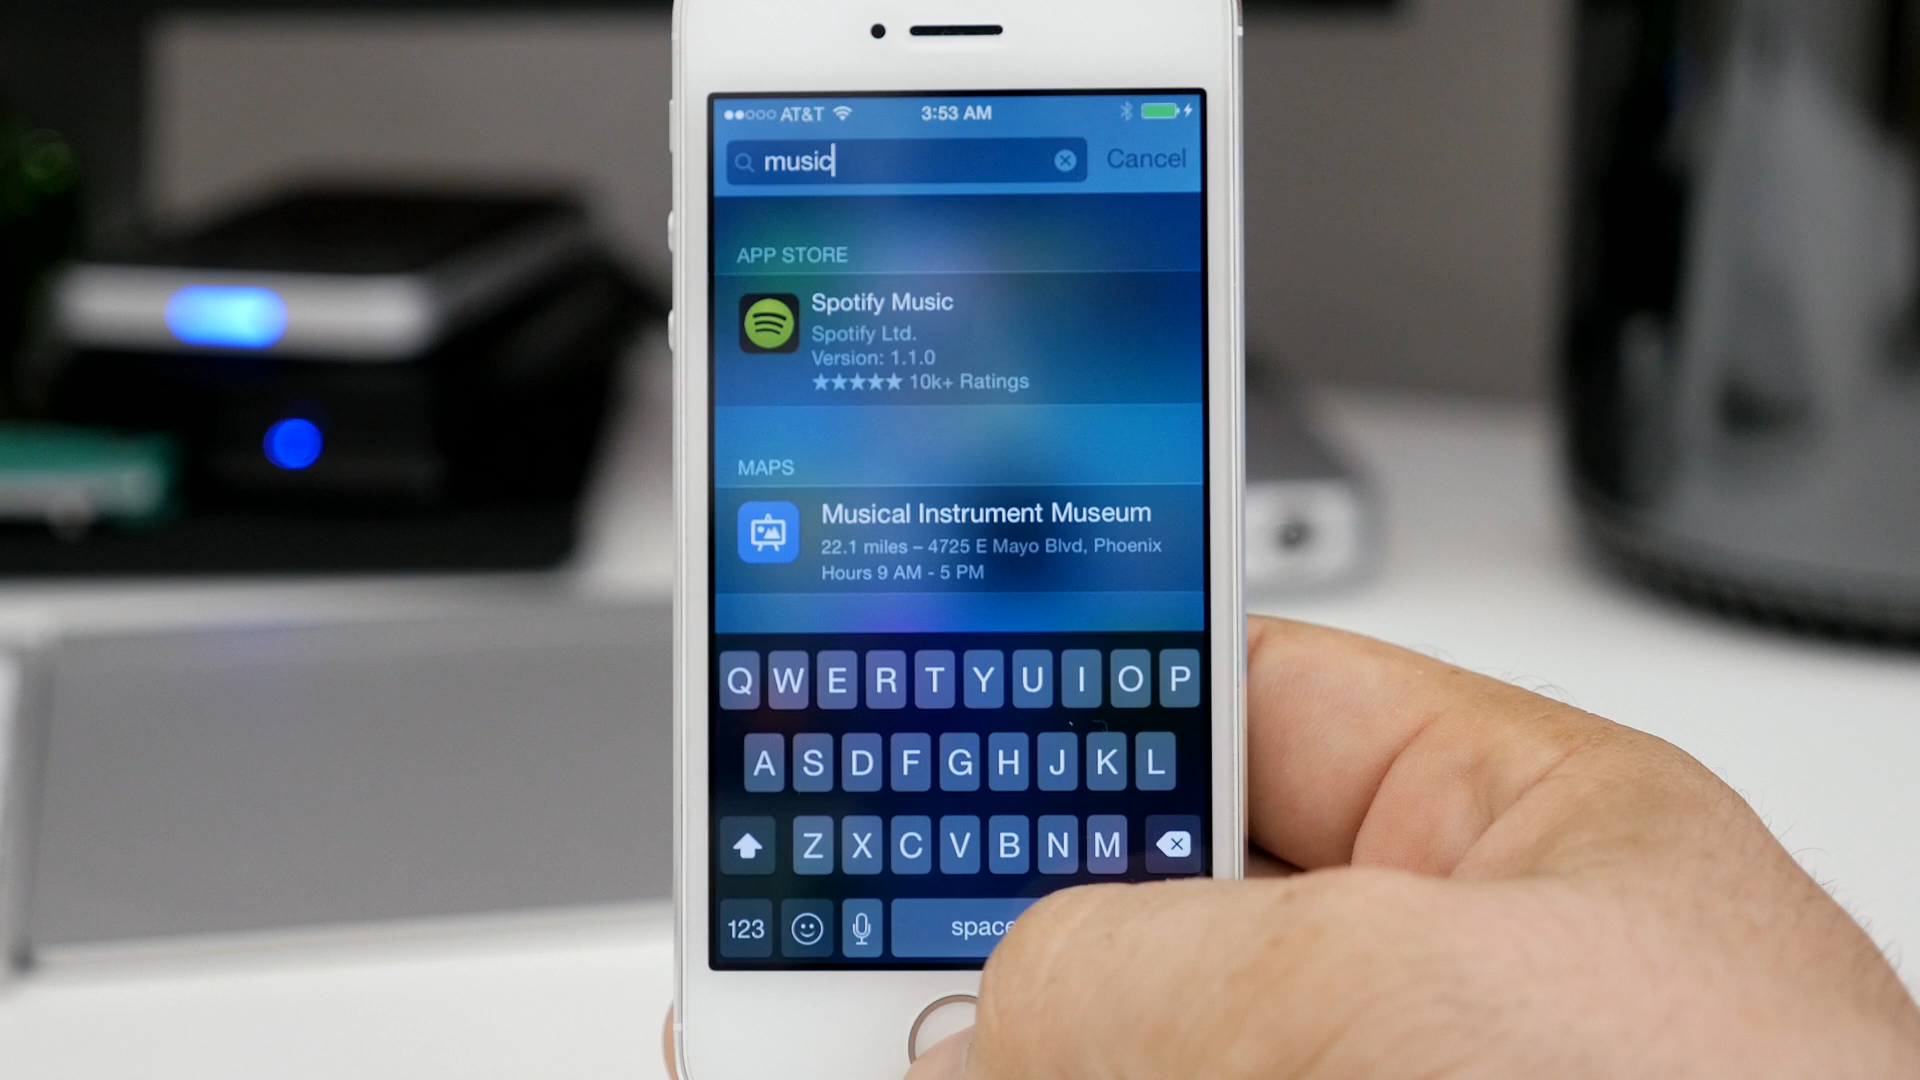 AT&T 3:53 AM
music Cancel
APP STORE
Spotify Music
Spotify Ltd.
Version: 1.1.0
★★★★★ 10k+ Ratings
MAPS
Musical Instrument Museum
22.1 miles – 4725 E Mayo Blvd, Phoenix
Hours 9 AM - 5 PM
Q W E R T Y U I O P
A S D F G H J K L
Z X C V B N M
123 space